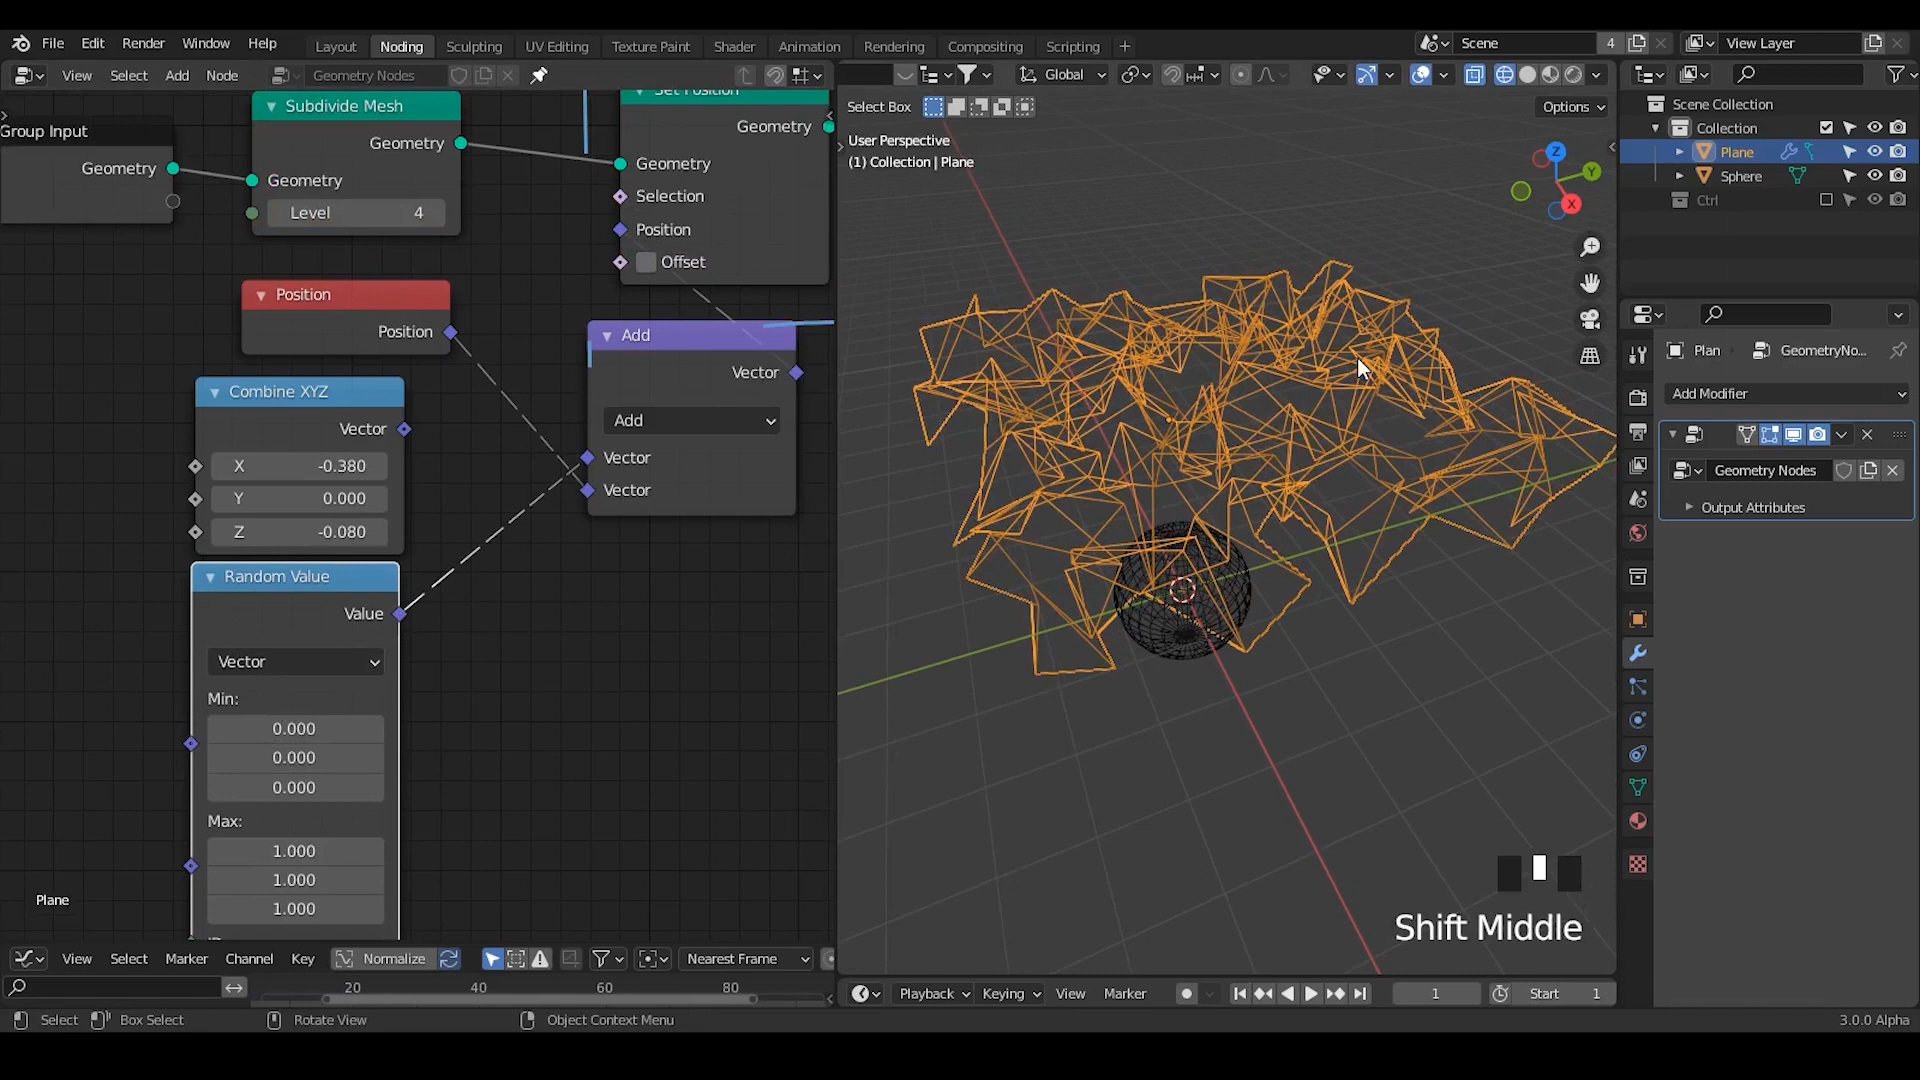 File Edit Render Window Help
Layout Noding Sculpting UV Editing Texture Paint Shader Animation Rendering Compositing Scripting +
Scene 4
View Layer
View Select Add Node
Geometry Nodes
Global
Select Box
Options
User Perspective
(1) Collection | Plane
Group Input
Geometry
Subdivide Mesh
Geometry
Geometry
Level 4
Set Position
Geometry
Geometry
Selection
Position
Offset
Position
Position
Combine XYZ
Vector
X -0.380
Y 0.000
Z -0.080
Add
Vector
Add
Vector
Vector
Random Value
Value
Vector
Min:
0.000
0.000
0.000
Max:
1.000
1.000
1.000
Plane
Z
Y
X
Shift Middle
Scene Collection
Collection
Plane
Sphere
Ctrl
Plan GeometryNo...
Add Modifier
Geometry Nodes
Output Attributes
View Select Marker Channel Key Normalize
Nearest Frame
20 40 60 80
Playback Keying View Marker
1
Start 1
Select Box Select Rotate View Object Context Menu
3.0.0 Alpha